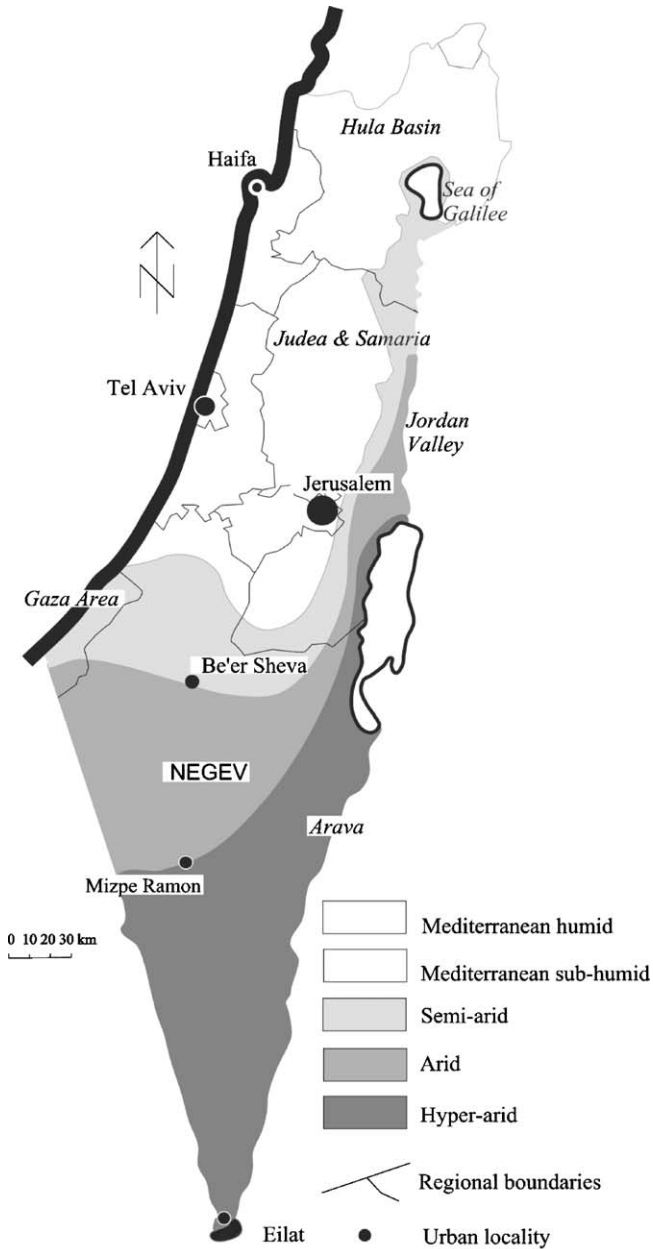 Hula Basin
Haifa
Sea of
Galilee
N
Judea & Samaria
Tel Aviv
Jordan
Valley
Jerusalem
Gaza Area
Be'er Sheva
NEGEV
Arava
Mizpe Ramon
0 10 20 30 km
Mediterranean humid
Mediterranean sub-humid
Semi-arid
Arid
Hyper-arid
Regional boundaries
Eilat
Urban locality